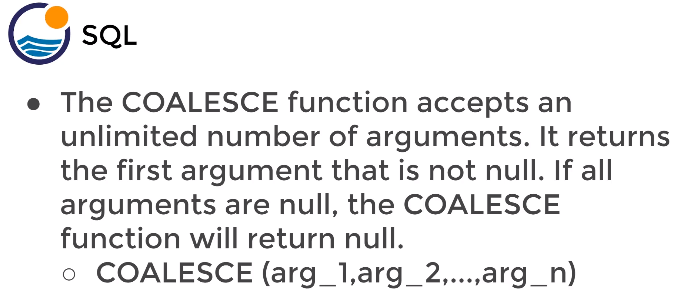 SQL
● The COALESCE function accepts an
unlimited number of arguments. It returns
the first argument that is not null. If all
arguments are null, the COALESCE
function will return null.
○ COALESCE (arg_1,arg_2,...,arg_n)